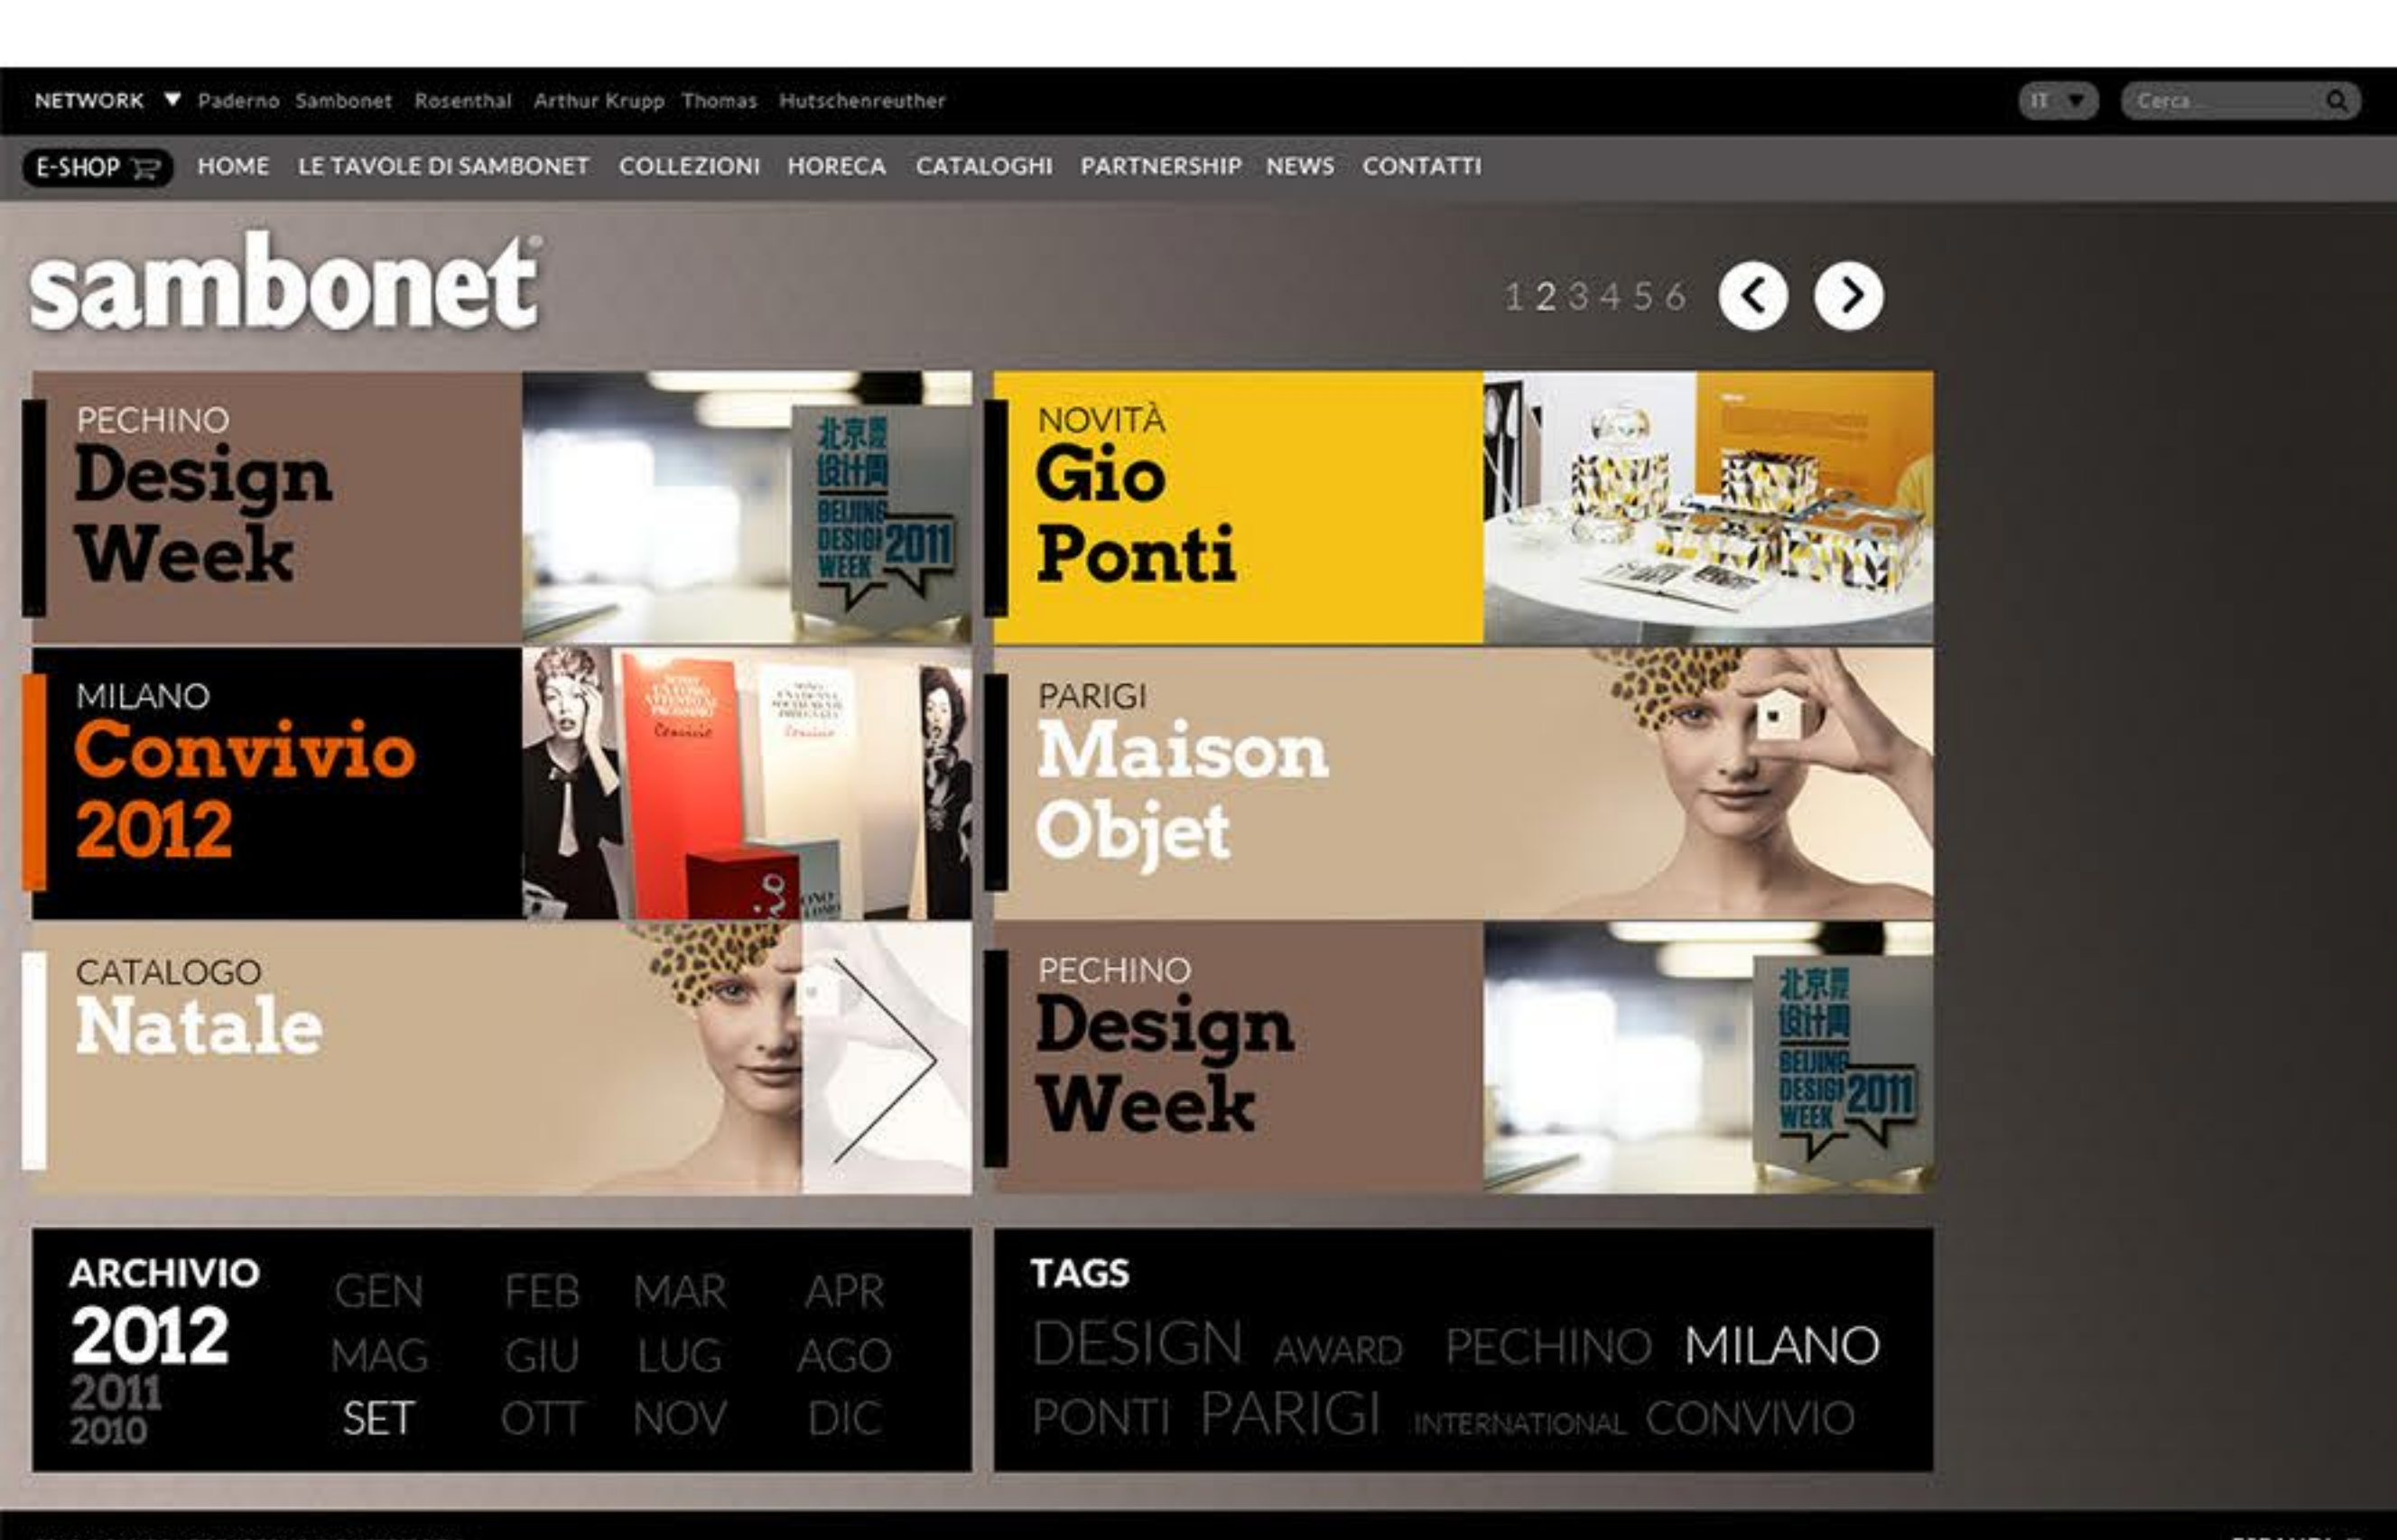 NETWORK ▼ Paderno Sambonet Rosenthal Arthur Krupp Thomas Hutschenreuther
IT ▼ Cerca...
E-SHOP HOME LE TAVOLE DI SAMBONET COLLEZIONI HORECA CATALOGHI PARTNERSHIP NEWS CONTATTI
sambonet®
1 2 3 4 5 6
PECHINO
Design
Week
北京
设计周
BEIJING
DESIGN
WEEK 2011
NOVITÀ
Gio
Ponti
MILANO
Convivio
2012
Convivio
Convivio
PARIGI
Maison
Objet
CATALOGO
Natale
PECHINO
Design
Week
北京
设计周
BEIJING
DESIGN
WEEK 2011
ARCHIVIO
2012
2011
2010
GEN FEB MAR APR
MAG GIU LUG AGO
SET OTT NOV DIC
TAGS
DESIGN AWARD PECHINO MILANO
PONTI PARIGI INTERNATIONAL CONVIVIO